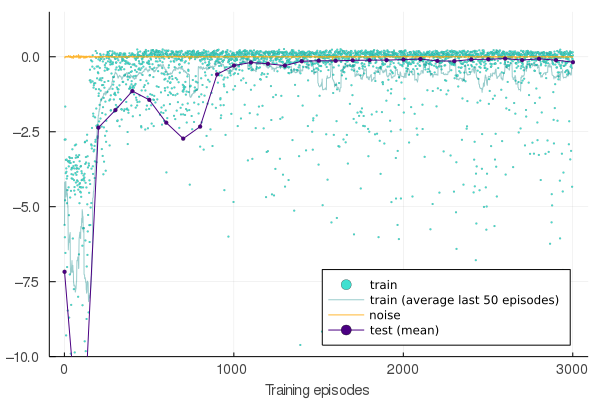 0.0
−2.5
−5.0
−7.5
−10.0
0
1000
2000
3000
Training episodes
train
train (average last 50 episodes)
noise
test (mean)